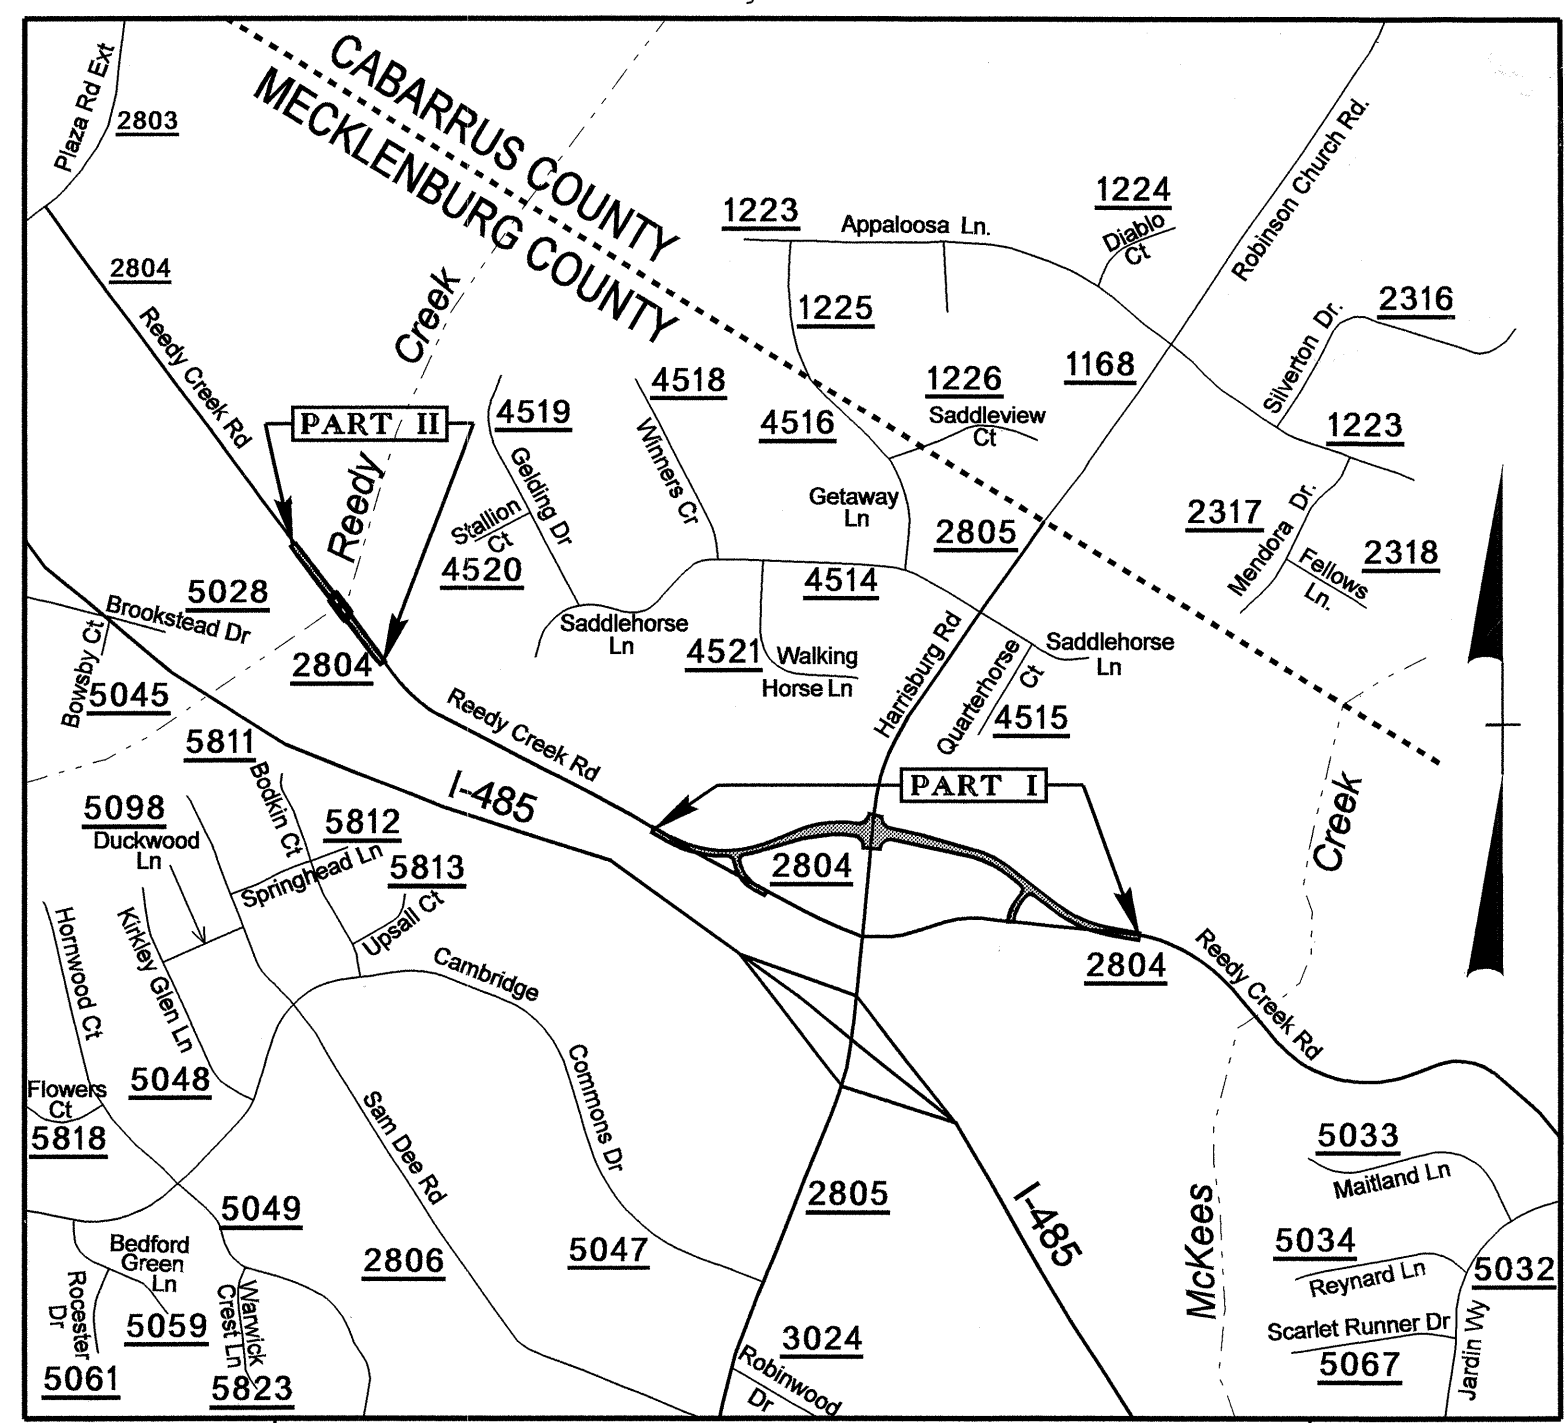 Plaza Rd Ext
2803
CABARRUS COUNTY
MECKLENBURG COUNTY
1223
Appaloosa Ln.
1224
Diablo
Ct
Robinson Church Rd.
2804
Reedy Creek Rd
Creek
Reedy
1225
2316
Silverton Dr.
1168
1226
Saddleview
Ct
4518
Winners Cr
4519
Gelding Dr
4516
1223
PART II
Stallion
Ct
4520
Getaway
Ln
2805
2317
Mendora Dr.
Fellows
Ln.
2318
5028
Brookstead Dr
4514
Bowsby Ct
5045
2804
Saddlehorse
Ln
4521
Walking
Horse Ln
Harrisburg Rd
Quarterhorse
Ct
Saddlehorse
Ln
4515
Reedy Creek Rd
5811
Bodkin Ct
I-485
PART I
Creek
5098
Duckwood
Ln
5812
Springhead Ln
5813
Upsall Ct
2804
Hornwood Ct
Kirkley Glen Ln
Cambridge
Commons Dr
2804
Reedy Creek Rd
Flowers
Ct
5818
5048
Sam Dee Rd
5033
Maitland Ln
2805
I-485
McKees
5049
2806
5047
5034
Reynard Ln
5032
Bedford
Green
Ln
Rocester
Dr
5059
Warwick
Crest Ln
5061
5823
3024
Robinwood
Dr
Scarlet Runner Dr
5067
Jardin Wy